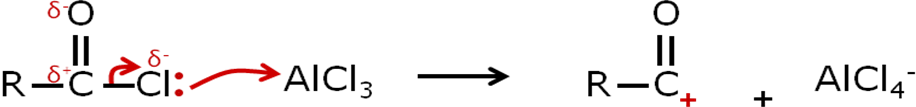 δ- O O
δ-
R C δ+ Cl: AlCl3 R C+ + AlCl4-